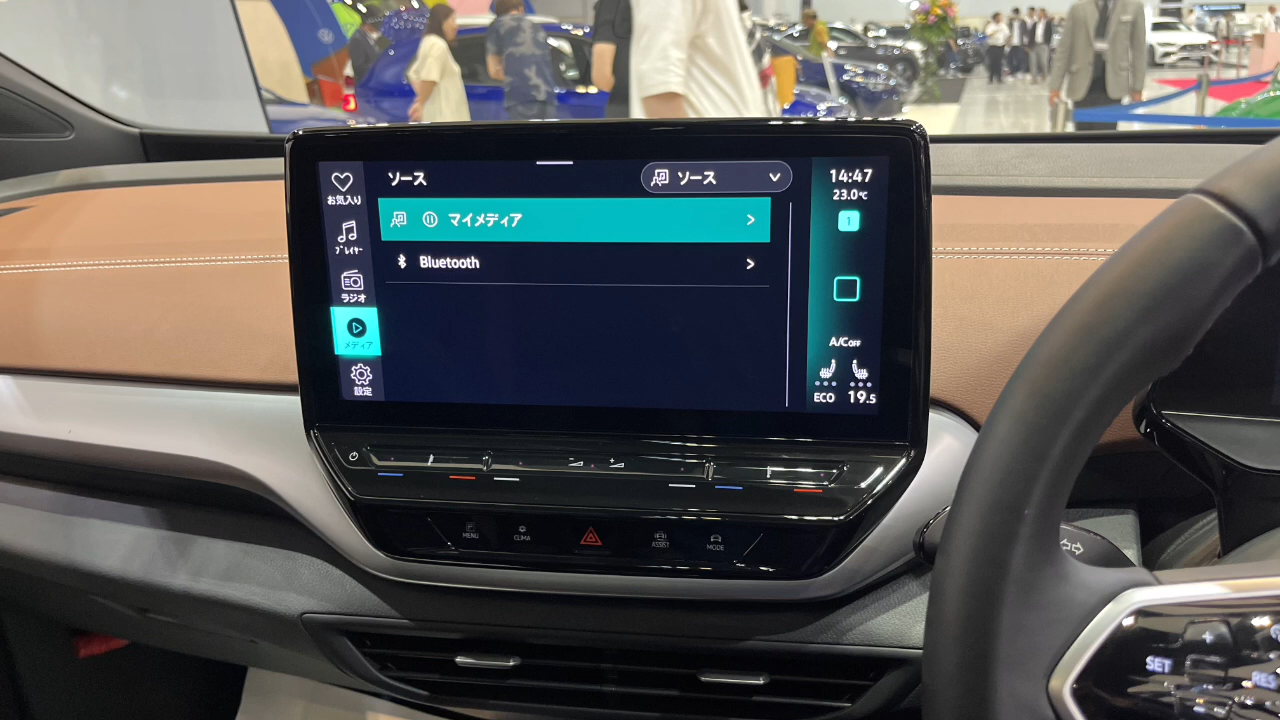 お気入り
プレイヤー
ラジオ
メディア
設定
ソース
ソース
マイメディア
Bluetooth
14:47
23.0℃
1
A/C OFF
ECO 19.5
MENU
CLIMA
ASSIST
MODE
SET
RES